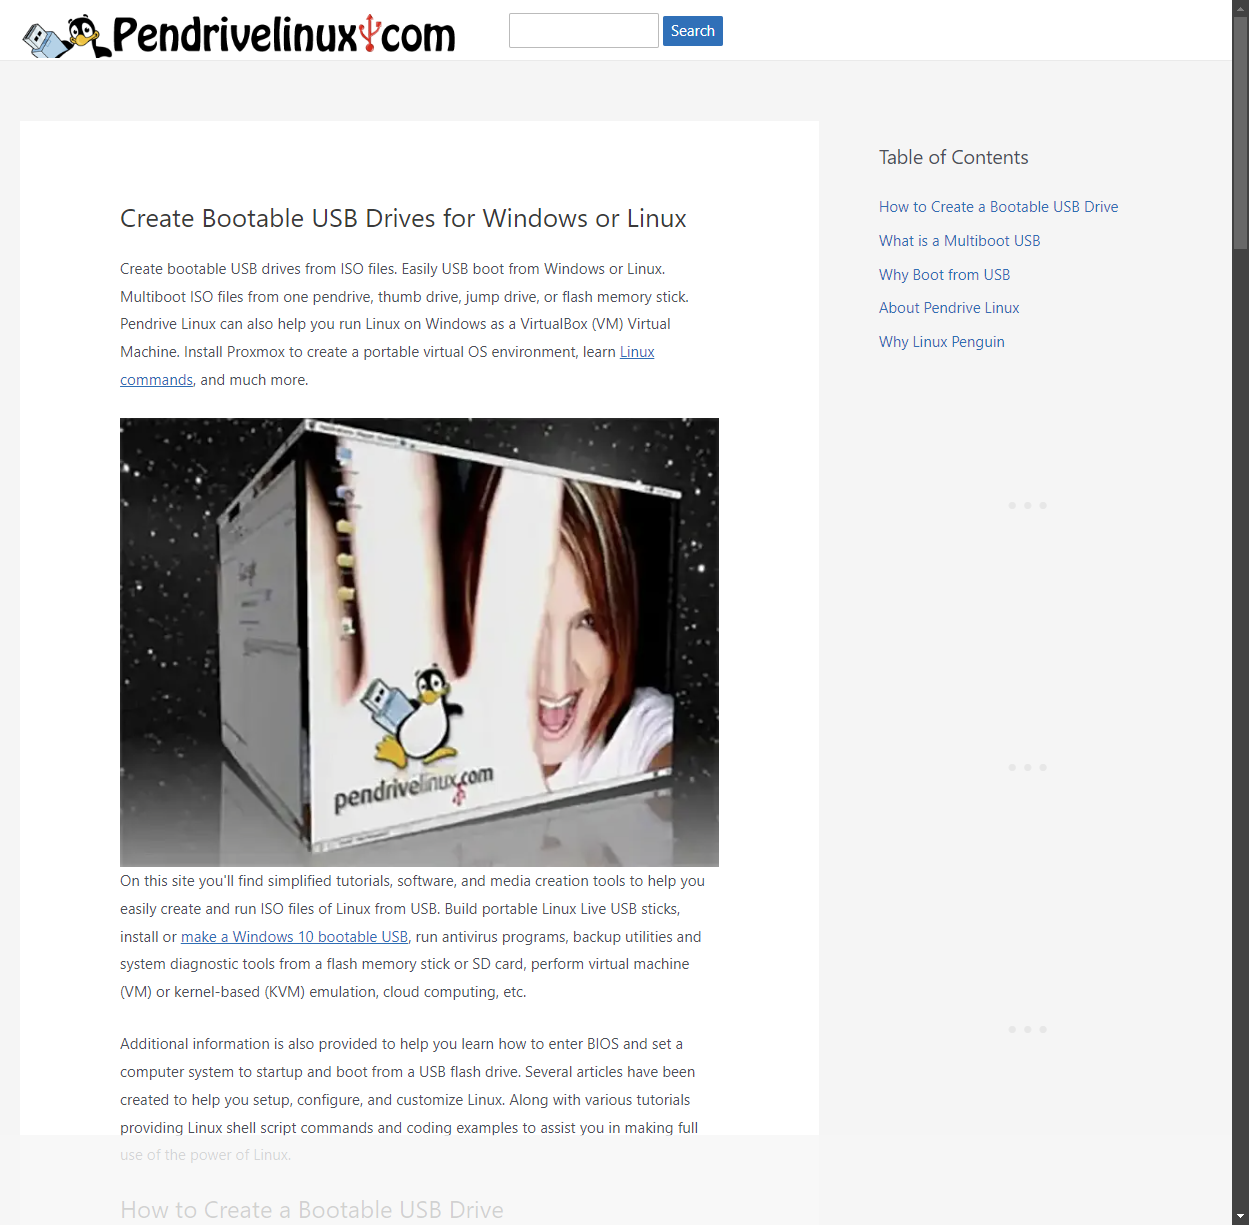 Pendrivelinux.com
Search
Create Bootable USB Drives for Windows or Linux
Create bootable USB drives from ISO files. Easily USB boot from Windows or Linux.
Multiboot ISO files from one pendrive, thumb drive, jump drive, or flash memory stick.
Pendrive Linux can also help you run Linux on Windows as a VirtualBox (VM) Virtual
Machine. Install Proxmox to create a portable virtual OS environment, learn Linux
commands, and much more.
pendrivelinux.com
On this site you'll find simplified tutorials, software, and media creation tools to help you
easily create and run ISO files of Linux from USB. Build portable Linux Live USB sticks,
install or make a Windows 10 bootable USB, run antivirus programs, backup utilities and
system diagnostic tools from a flash memory stick or SD card, perform virtual machine
(VM) or kernel-based (KVM) emulation, cloud computing, etc.
Additional information is also provided to help you learn how to enter BIOS and set a
computer system to startup and boot from a USB flash drive. Several articles have been
created to help you setup, configure, and customize Linux. Along with various tutorials
providing Linux shell script commands and coding examples to assist you in making full
use of the power of Linux.
How to Create a Bootable USB Drive
Table of Contents
How to Create a Bootable USB Drive
What is a Multiboot USB
Why Boot from USB
About Pendrive Linux
Why Linux Penguin